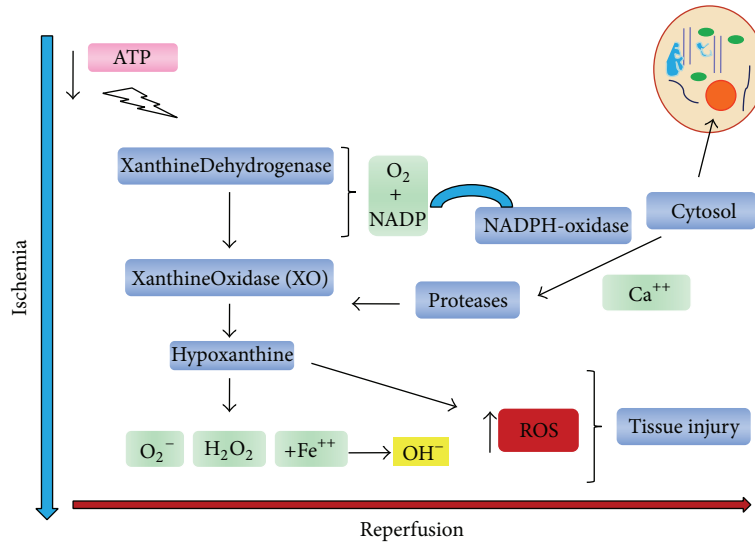 ATP
XanthineDehydrogenase
O₂
+
NADP
NADPH-oxidase
Cytosol
XanthineOxidase (XO)
Proteases
Ca⁺⁺
Hypoxanthine
O₂⁻
H₂O₂
+Fe⁺⁺
OH⁻
ROS
Tissue injury
Ischemia
Reperfusion